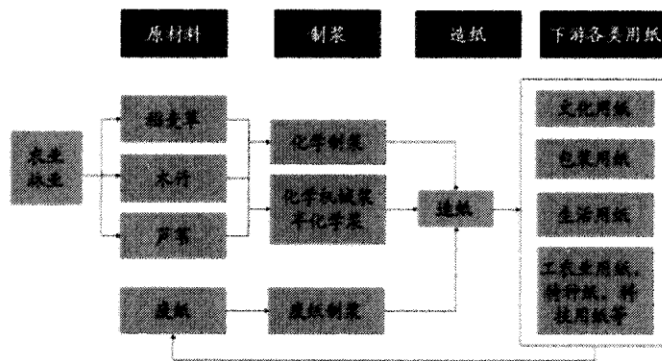 原材料
制浆
造纸
下游各类用纸
稻麦草
农业
林业
木竹
芦苇
废纸
化学制浆
化学机械浆
半化学浆
废纸制浆
造纸
文化用纸
包装用纸
生活用纸
工农业用纸、
特种纸、科
技用纸等